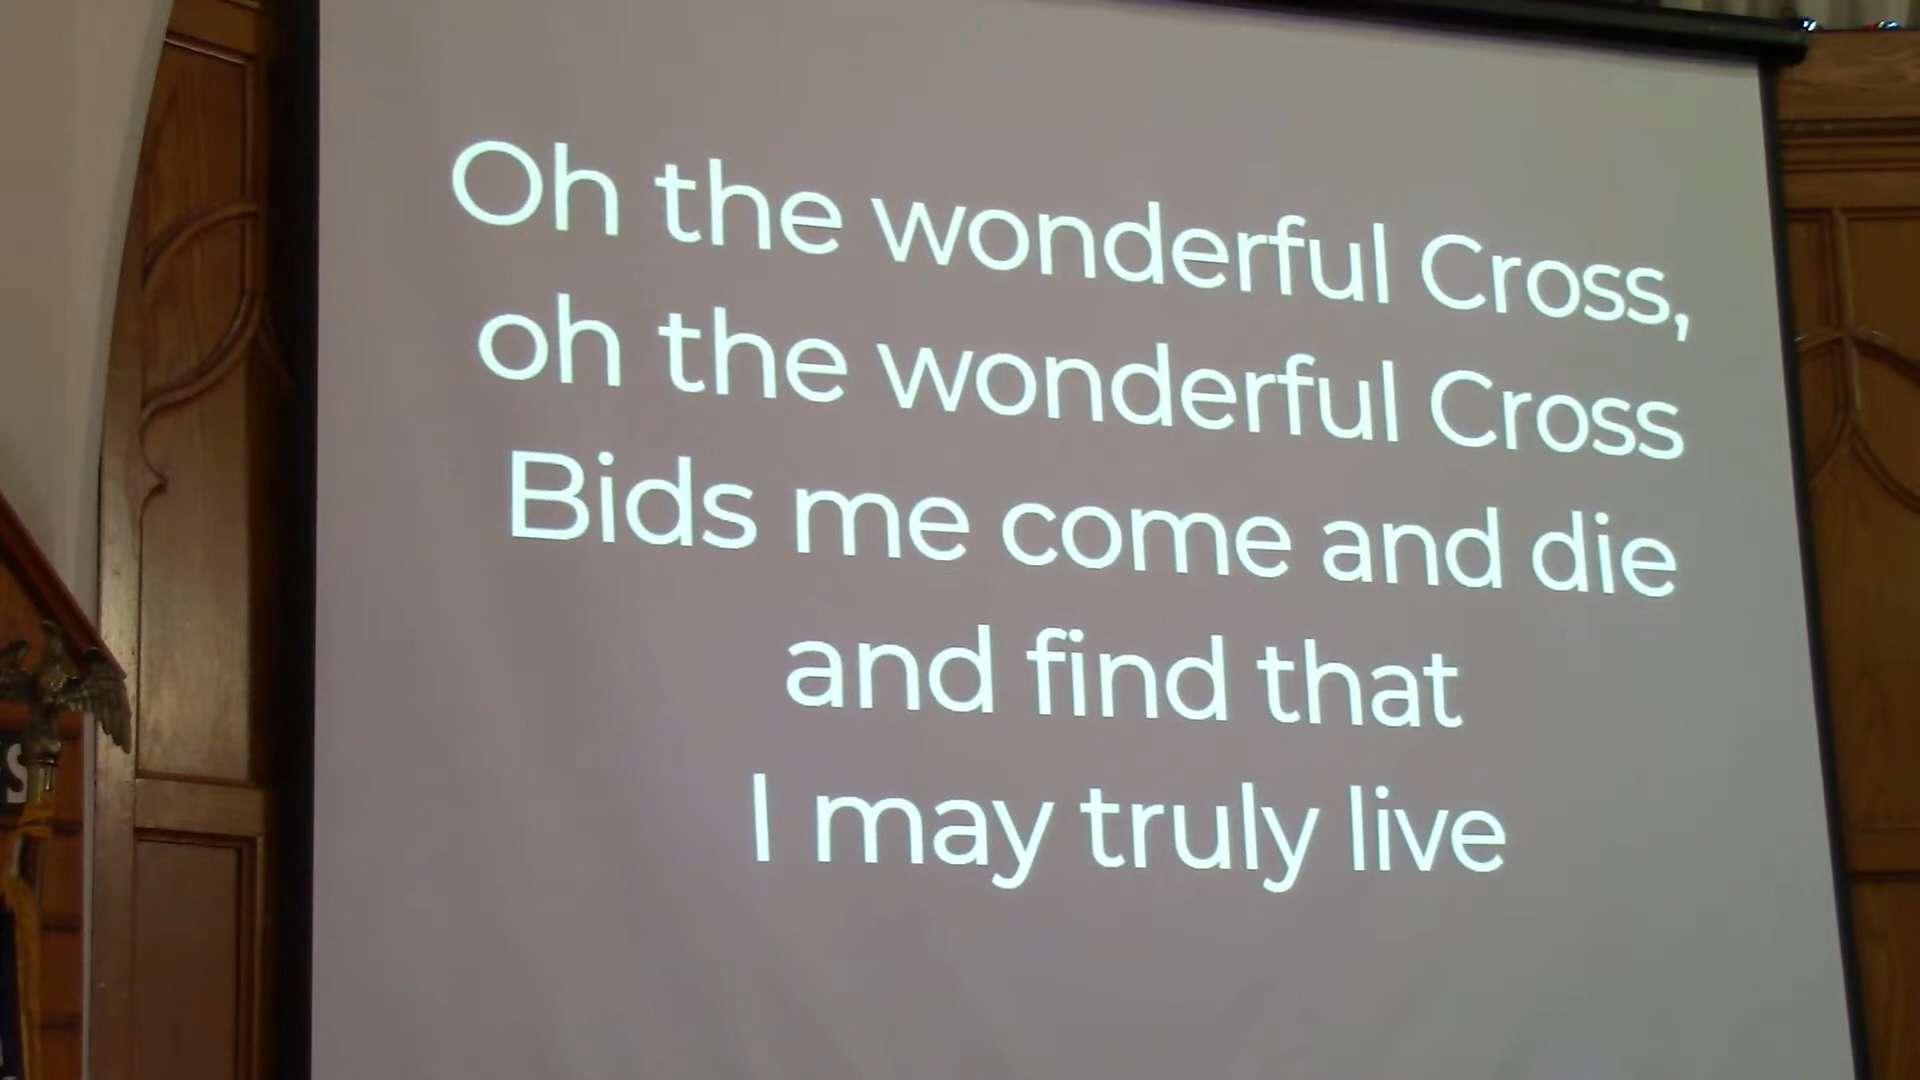 Oh the wonderful Cross,
oh the wonderful Cross
Bids me come and die
and find that
I may truly live